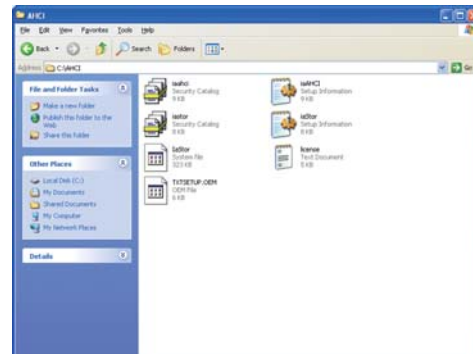 AHCI
File Edit View Favorites Tools Help
Back Search Folders
Address C:\AHCI Go
File and Folder Tasks
Make a new folder
Publish this folder to the Web
Share this folder
Other Places
Local Disk (C:)
My Documents
Shared Documents
My Computer
My Network Places
Details
iaahci
Security Catalog
9 KB
iaAHCI
Setup Information
9 KB
iastor
Security Catalog
9 KB
iaStor
Setup Information
9 KB
IaStor
System file
323 KB
license
Text Document
5 KB
TXTSETUP.OEM
OEM File
6 KB